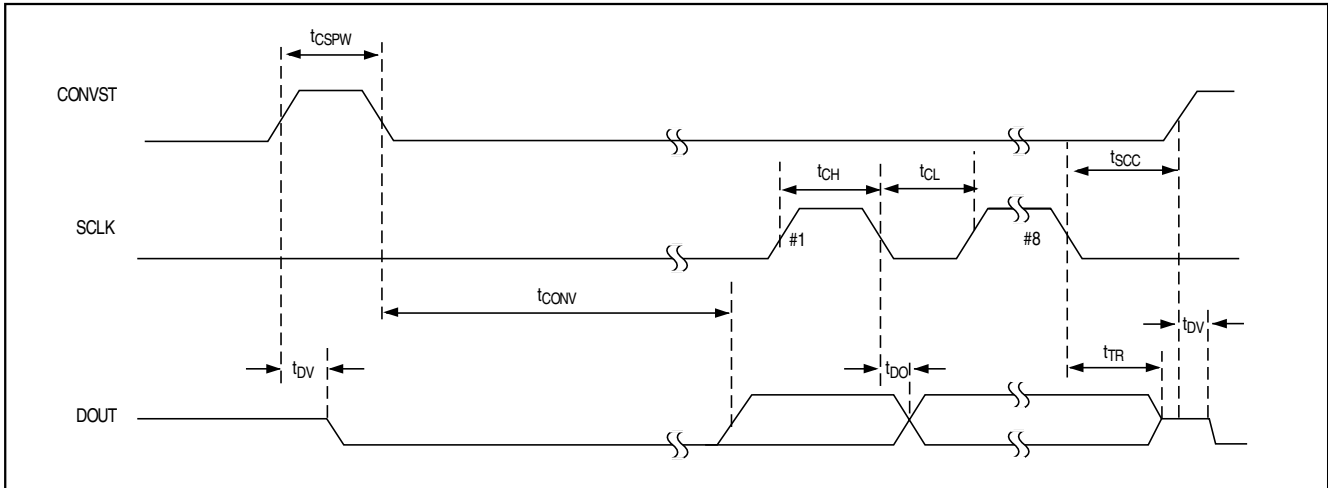 tCSPW
CONVST
tSCC
tCH
tCL
SCLK
#1
#8
tCONV
tDV
tDV
tDO
tTR
DOUT